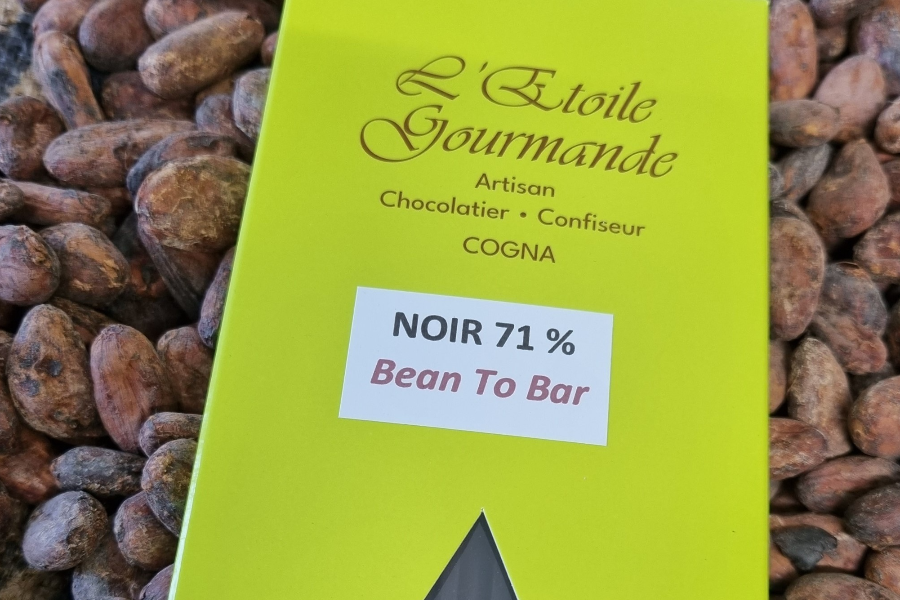 L'Etoile
Gourmande
Artisan
Chocolatier • Confiseur
COGNA
NOIR 71 %
Bean To Bar